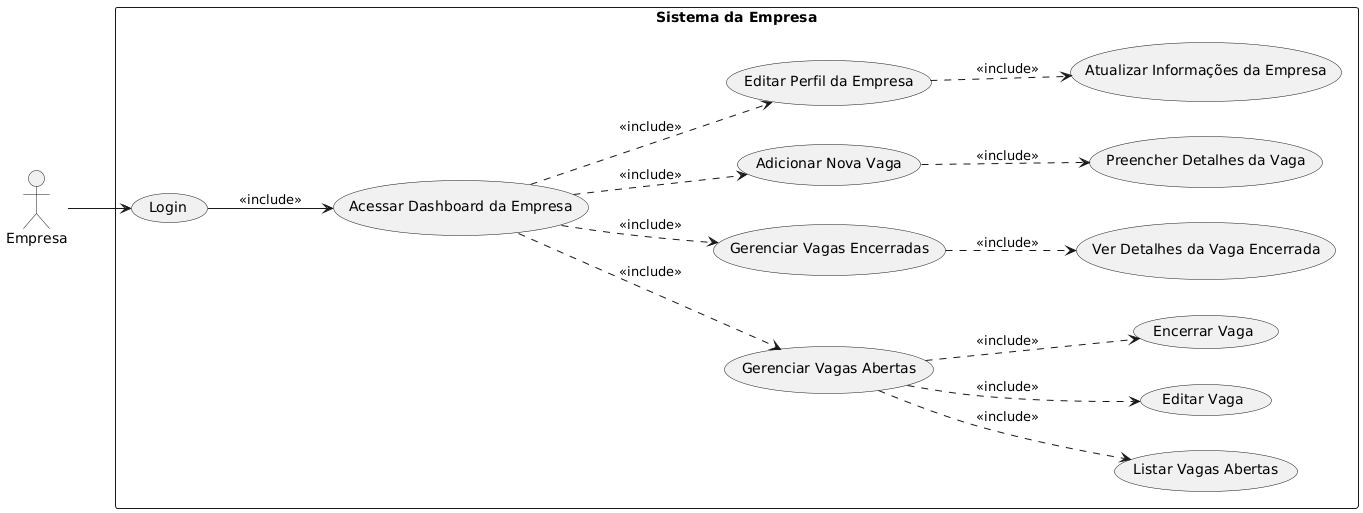 Sistema da Empresa
Empresa
Login
«include»
Acessar Dashboard da Empresa
«include»
Editar Perfil da Empresa
«include»
Atualizar Informações da Empresa
«include»
Adicionar Nova Vaga
«include»
Preencher Detalhes da Vaga
«include»
Gerenciar Vagas Encerradas
«include»
Ver Detalhes da Vaga Encerrada
«include»
Gerenciar Vagas Abertas
«include»
Encerrar Vaga
«include»
Editar Vaga
«include»
Listar Vagas Abertas